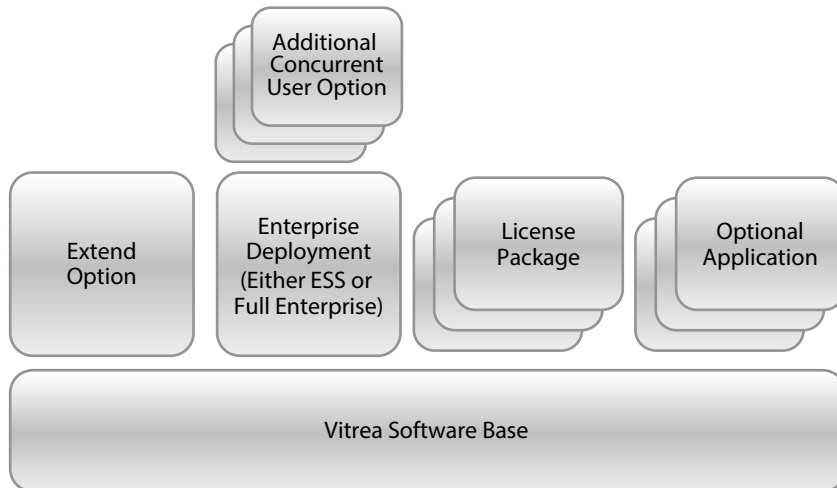 Additional
Concurrent
User Option
Extend
Option
Enterprise
Deployment
(Either ESS or
Full Enterprise)
License
Package
Optional
Application
Vitrea Software Base